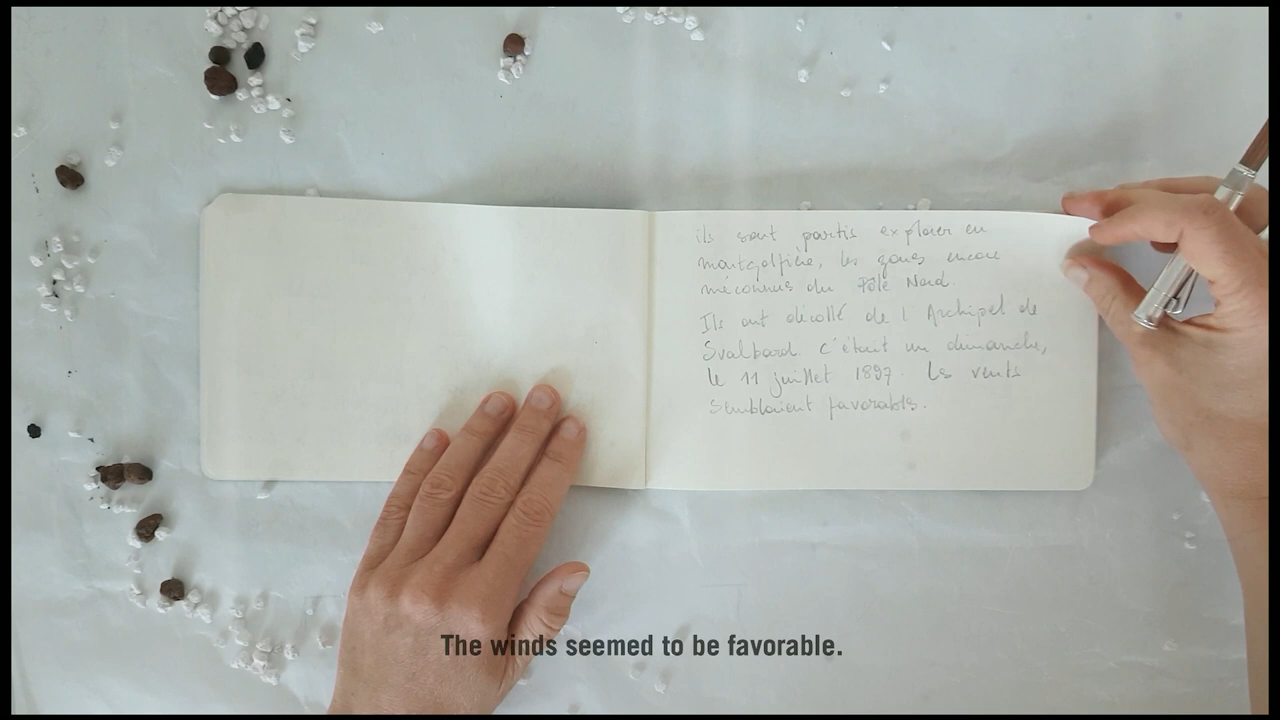 ils sont partis explorer en
montgolfière, les zones encore
méconnues du Pôle Nord.
Ils ont décollé de l'Archipel de
Svalbard. c'était un dimanche,
le 11 juillet 1897. Les vents
semblaient favorables.
The winds seemed to be favorable.